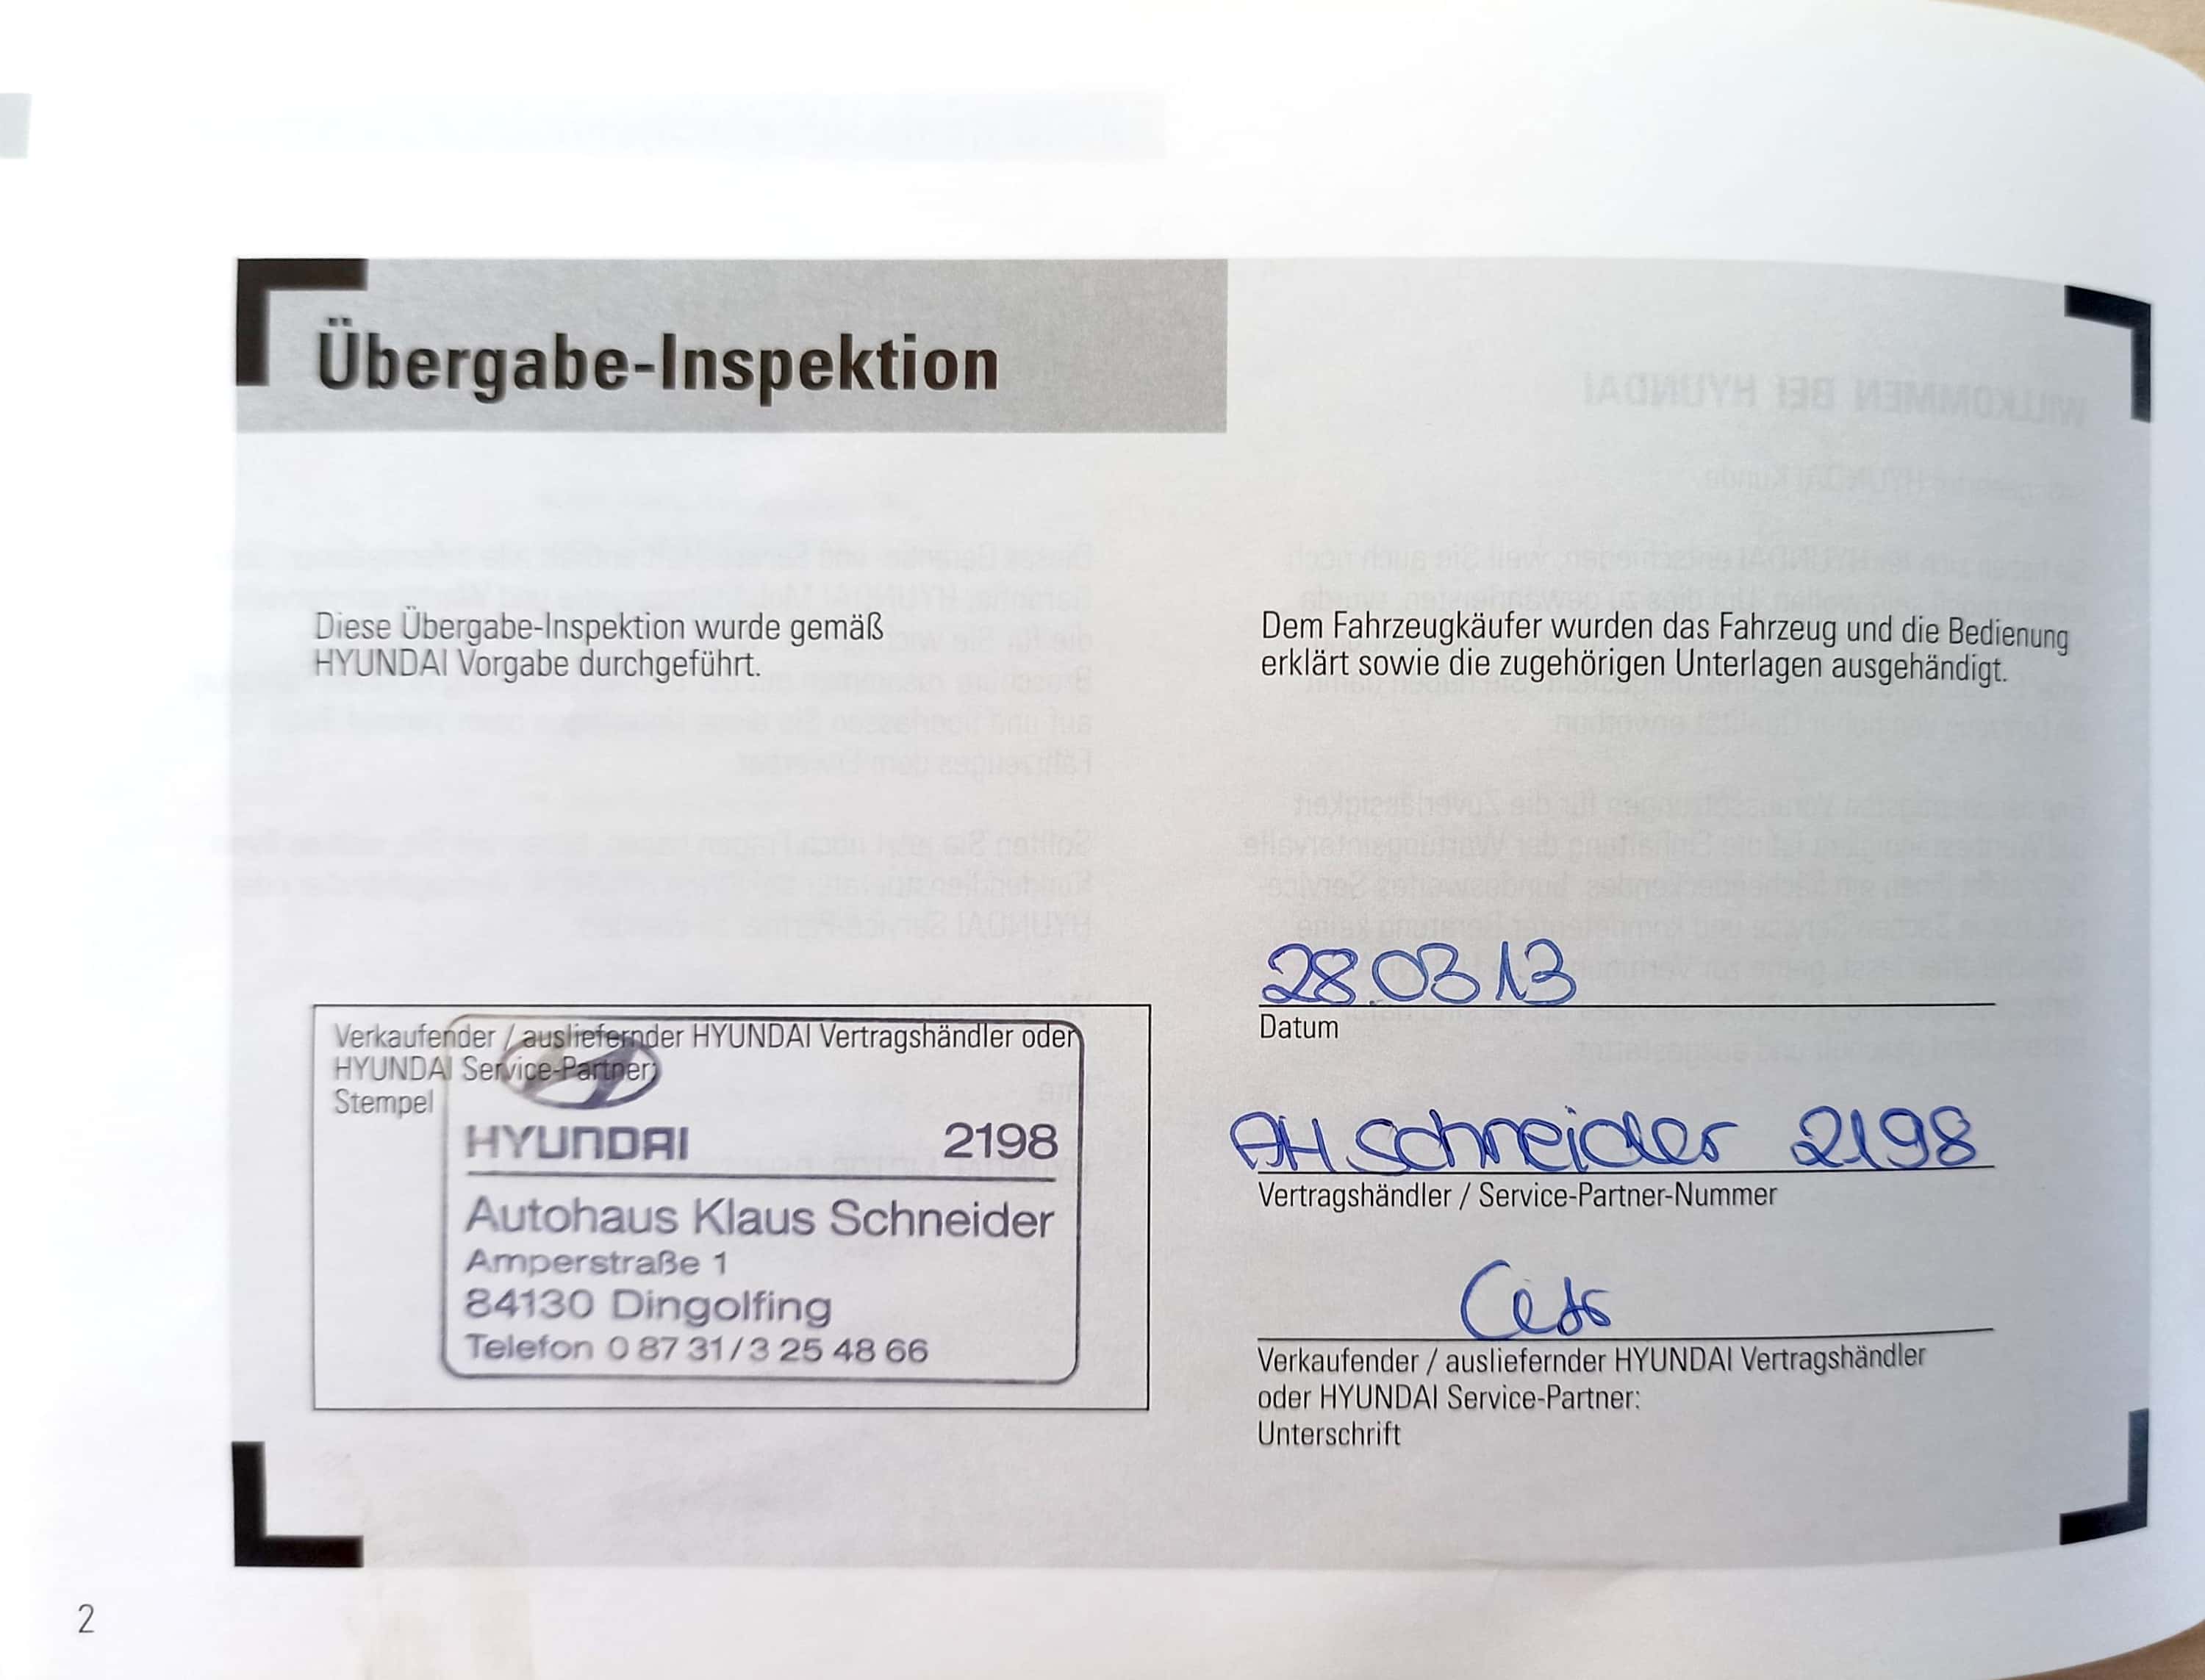 Übergabe-Inspektion
Diese Übergabe-Inspektion wurde gemäß
HYUNDAI Vorgabe durchgeführt.
Verkaufender / ausliefernder HYUNDAI Vertragshändler oder
HYUNDAI Service-Partner:
Stempel
HYUNDAI 2198
Autohaus Klaus Schneider
Amperstraße 1
84130 Dingolfing
Telefon 0 87 31/3 25 48 66
Dem Fahrzeugkäufer wurden das Fahrzeug und die Bedienung
erklärt sowie die zugehörigen Unterlagen ausgehändigt.
28.03.13
Datum
AH Schneider 2198
Vertragshändler / Service-Partner-Nummer
Verkaufender / ausliefernder HYUNDAI Vertragshändler
oder HYUNDAI Service-Partner:
Unterschrift
2